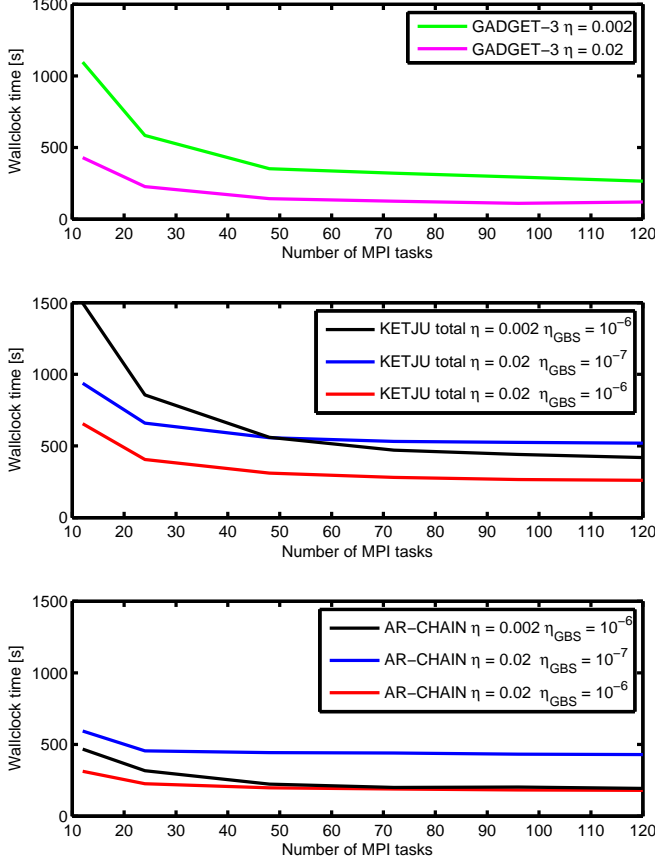 1500
1000
500
0
Wallclock time [s]
GADGET−3 η = 0.002
GADGET−3 η = 0.02
10 20 30 40 50 60 70 80 90 100 110 120
Number of MPI tasks
1500
1000
500
0
Wallclock time [s]
KETJU total η = 0.002 η_GBS = 10^−6
KETJU total η = 0.02 η_GBS = 10^−7
KETJU total η = 0.02 η_GBS = 10^−6
10 20 30 40 50 60 70 80 90 100 110 120
Number of MPI tasks
1500
1000
500
0
Wallclock time [s]
AR−CHAIN η = 0.002 η_GBS = 10^−6
AR−CHAIN η = 0.02 η_GBS = 10^−7
AR−CHAIN η = 0.02 η_GBS = 10^−6
10 20 30 40 50 60 70 80 90 100 110 120
Number of MPI tasks